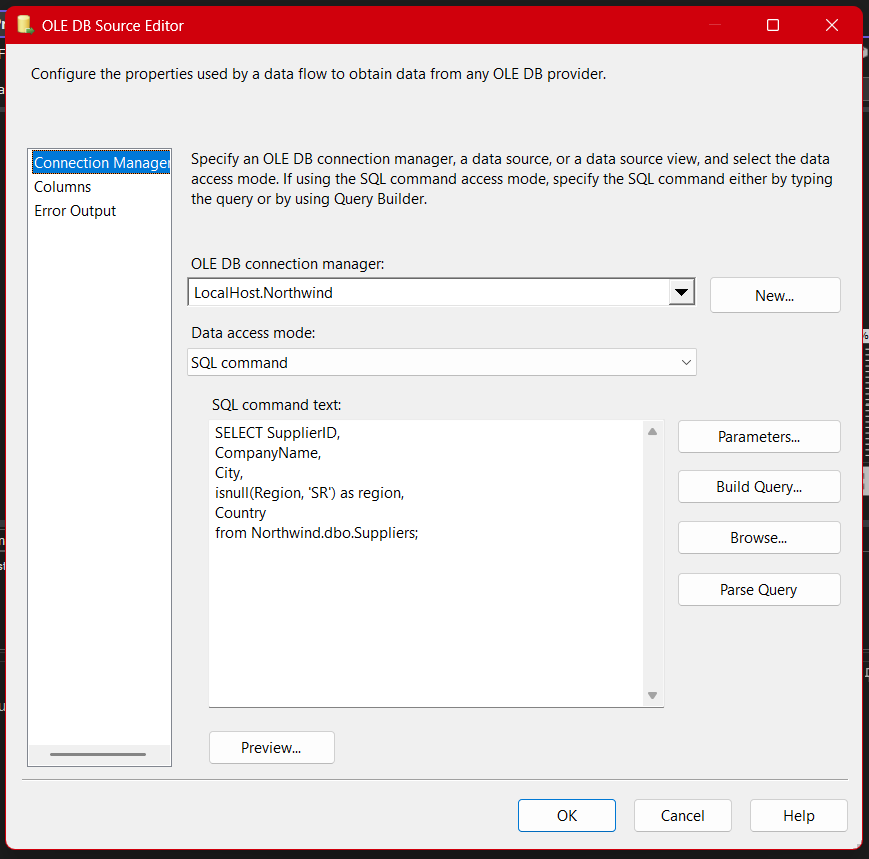 OLE DB Source Editor
Configure the properties used by a data flow to obtain data from any OLE DB provider.
Connection Manager
Columns
Error Output
Specify an OLE DB connection manager, a data source, or a data source view, and select the data
access mode. If using the SQL command access mode, specify the SQL command either by typing
the query or by using Query Builder.
OLE DB connection manager:
LocalHost.Northwind
New...
Data access mode:
SQL command
SQL command text:
SELECT SupplierID,
CompanyName,
City,
isnull(Region, 'SR') as region,
Country
from Northwind.dbo.Suppliers;
Parameters...
Build Query...
Browse...
Parse Query
Preview...
OK
Cancel
Help